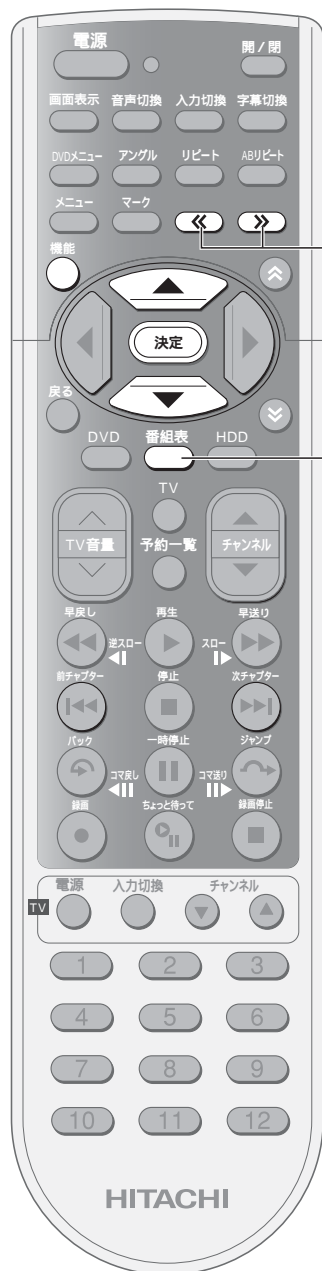 電源
開 / 閉
画面表示 音声切換 入力切換 字幕切換
DVDメニュー アングル リピート ABリピート
メニュー マーク
機能
決定
戻る
DVD 番組表 HDD
TV
TV音量 予約一覧 チャンネル
早戻し 再生 早送り
逆スロー スロー
前チャプター 停止 次チャプター
バック 一時停止 ジャンプ
コマ戻し コマ送り
録画 ちょっと待って 録画停止
電源 入力切換 チャンネル
TV
1 2 3
4 5 6
7 8 9
10 11 12
HITACHI